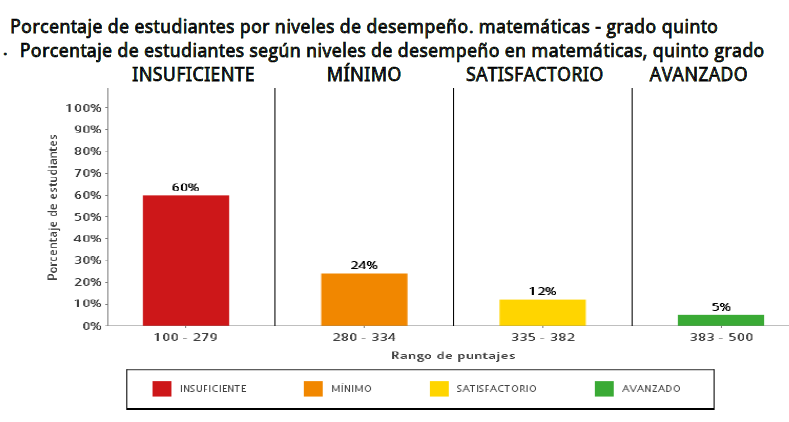 Porcentaje de estudiantes por niveles de desempeño. matemáticas - grado quinto
. Porcentaje de estudiantes según niveles de desempeño en matemáticas, quinto grado
INSUFICIENTE MÍNIMO SATISFACTORIO AVANZADO
Porcentaje de estudiantes
100%
90%
80%
70%
60%
50%
40%
30%
20%
10%
0%
60%
24%
12%
5%
100 - 279 280 - 334 335 - 382 383 - 500
Rango de puntajes
INSUFICIENTE MÍNIMO SATISFACTORIO AVANZADO